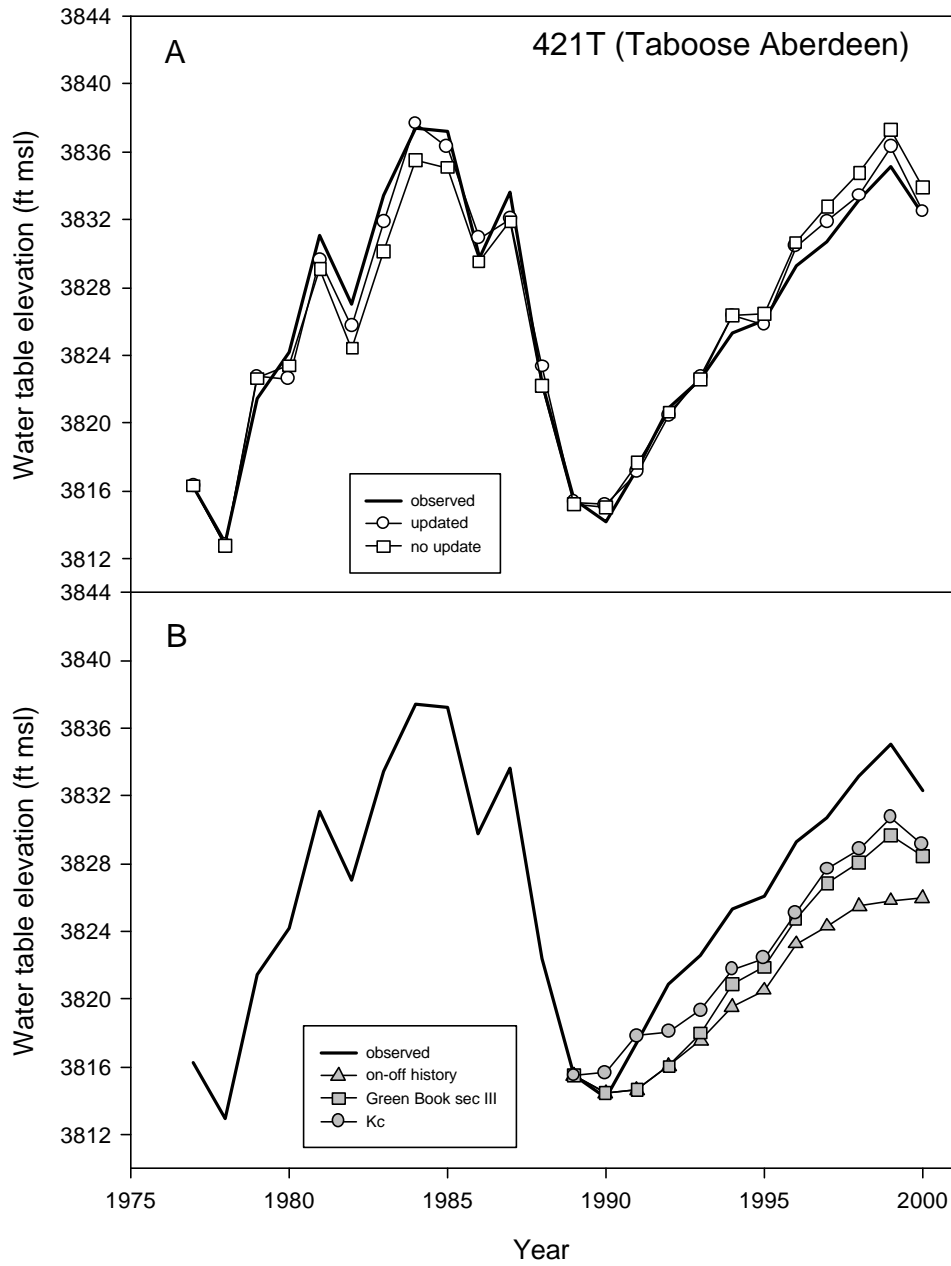 421T (Taboose Aberdeen)
A
Water table elevation (ft msl)
3844
3840
3836
3832
3828
3824
3820
3816
3812
observed
updated
no update
B
Water table elevation (ft msl)
3844
3840
3836
3832
3828
3824
3820
3816
3812
observed
on-off history
Green Book sec III
Kc
1975
1980
1985
1990
1995
2000
Year